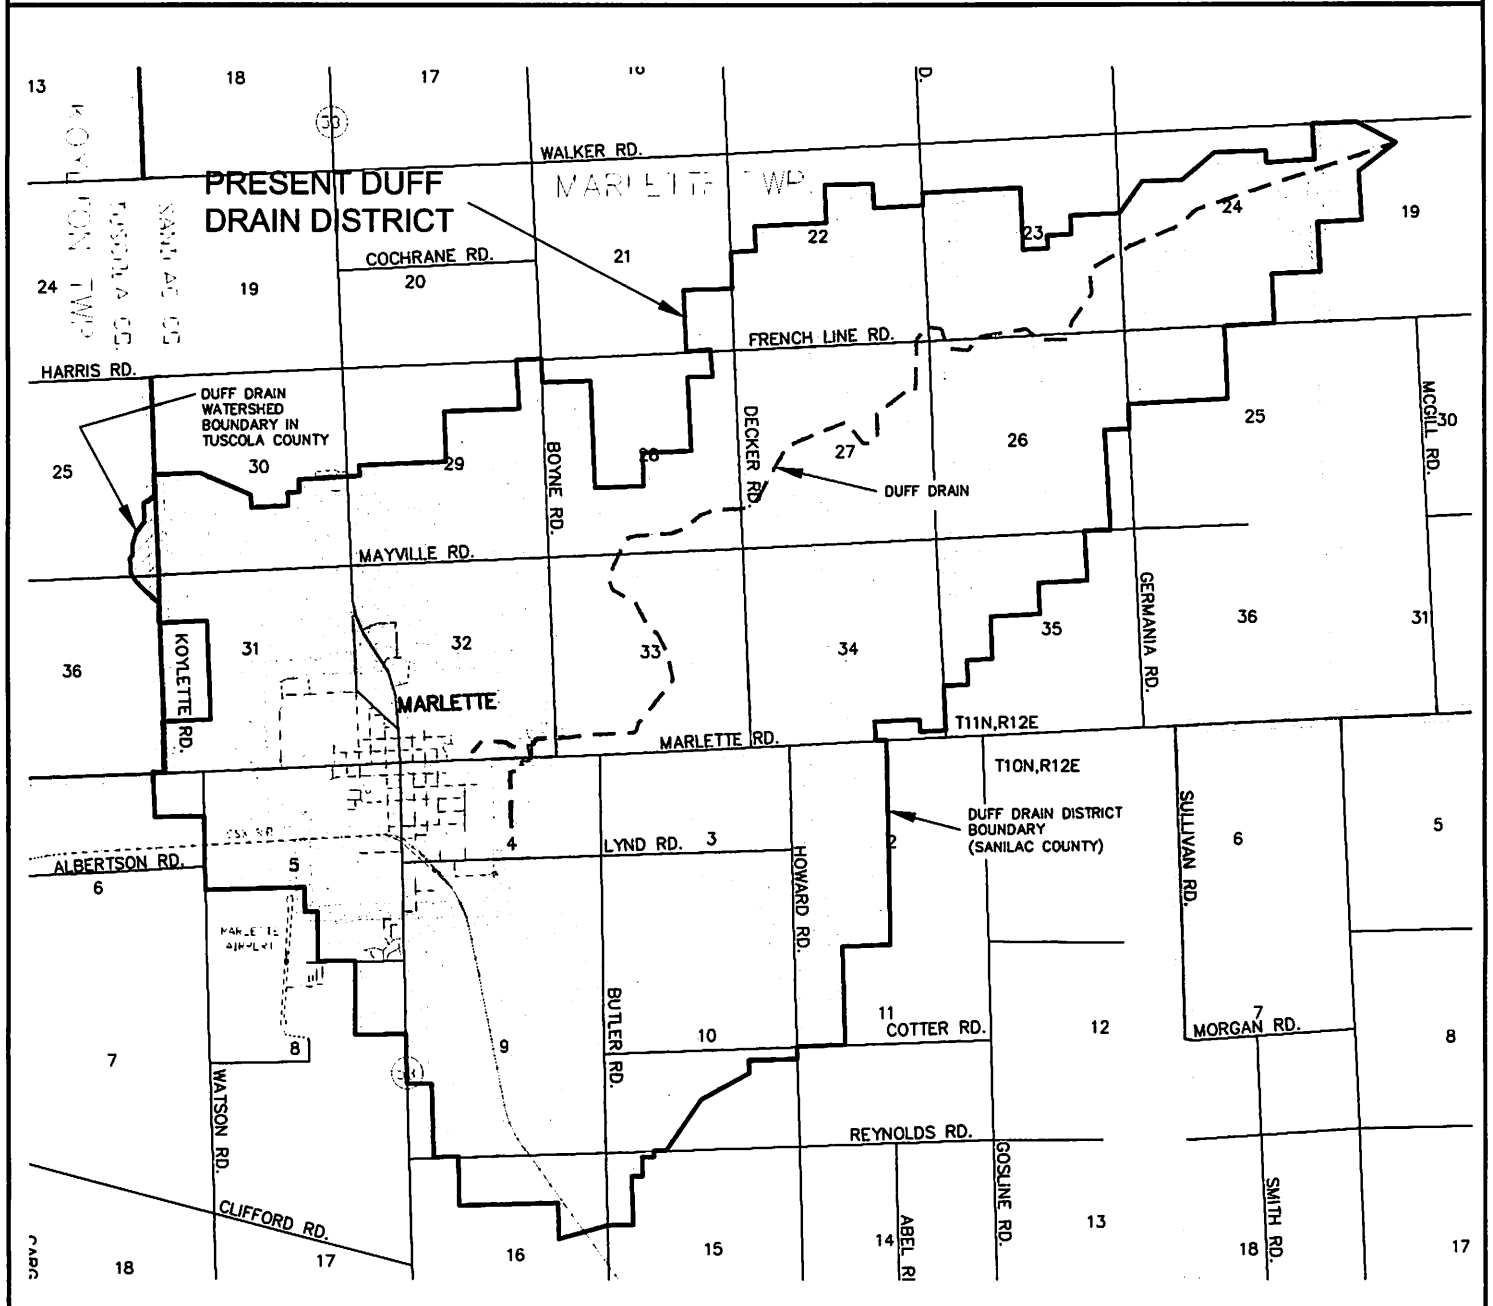 13
18
17
16
33
KOYLTON TWP.
TUSCOLA CO.
SANILAC CO.
WALKER RD.
MARLETTE TWP.
PRESENT DUFF
DRAIN DISTRICT
24
19
COCHRANE RD.
20
21
22
23
24
19
HARRIS RD.
FRENCH LINE RD.
DUFF DRAIN
WATERSHED
BOUNDARY IN
TUSCOLA COUNTY
25
30
29
BOYNE RD.
28
DECKER RD.
27
26
25
MCGILL RD.
30
DUFF DRAIN
MAYVILLE RD.
36
KOYLETTE RD.
31
32
33
34
35
GERMANIA RD.
36
31
MARLETTE
MARLETTE RD.
T11N,R12E
T10N,R12E
DUFF DRAIN DISTRICT
BOUNDARY
(SANILAC COUNTY)
ALBERTSON RD.
6
5
4
LYND RD.
3
HOWARD RD.
2
SULLIVAN RD.
6
5
MARLETTE
AIRPORT
7
8
9
BUTLER RD.
10
11
COTTER RD.
12
7
MORGAN RD.
8
53
WATSON RD.
REYNOLDS RD.
CLIFFORD RD.
GOSLINE RD.
SMITH RD.
18
17
16
15
14
ABEL
13
18
17